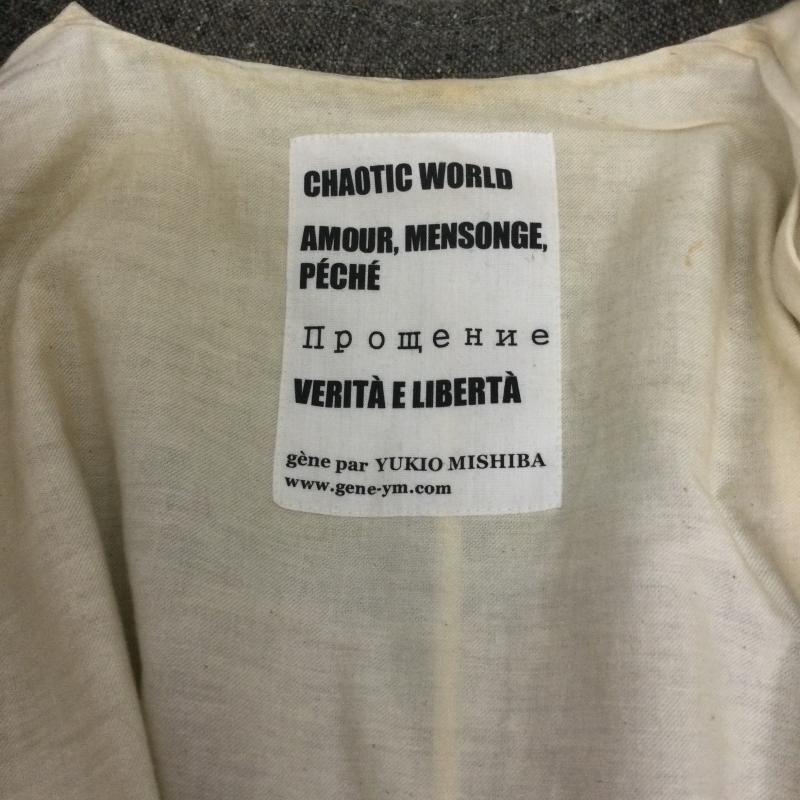 CHAOTIC WORLD
AMOUR, MENSONGE,
PÉCHÉ
Прощение
VERITÀ E LIBERTÀ
gène par YUKIO MISHIBA
www.gene-ym.com